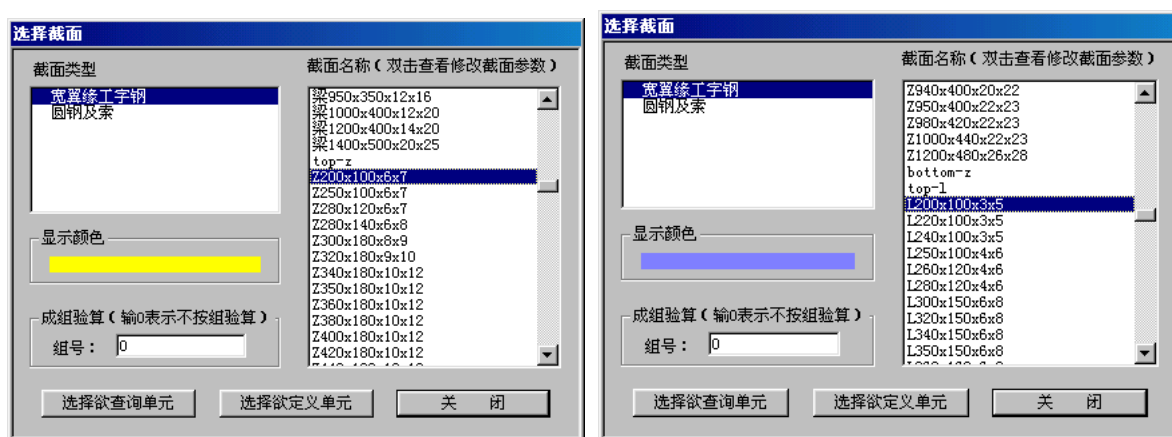 选择截面
截面类型
宽翼缘工字钢
圆钢及索
显示颜色
成组验算(输0表示不按组验算)
组号：
0
截面名称(双击查看修改截面参数)
梁950x350x12x16
梁1000x400x12x20
梁1200x400x14x20
梁1400x500x20x25
top-z
Z200x100x6x7
Z250x100x6x7
Z280x120x6x7
Z280x140x6x8
Z300x180x8x9
Z320x180x9x10
Z340x180x10x12
Z350x180x10x12
Z360x180x10x12
Z380x180x10x12
Z400x180x10x12
Z420x180x10x12
选择欲查询单元
选择欲定义单元
关 闭
选择截面
截面类型
宽翼缘工字钢
圆钢及索
显示颜色
成组验算(输0表示不按组验算)
组号：
0
截面名称(双击查看修改截面参数)
Z940x400x20x22
Z950x400x22x23
Z980x420x22x23
Z1000x440x22x23
Z1200x480x26x28
bottom-z
top-l
L200x100x3x5
L220x100x3x5
L240x100x3x5
L250x100x4x6
L260x120x4x6
L280x120x4x6
L300x150x6x8
L320x150x6x8
L340x150x6x8
L350x150x6x8
选择欲查询单元
选择欲定义单元
关 闭